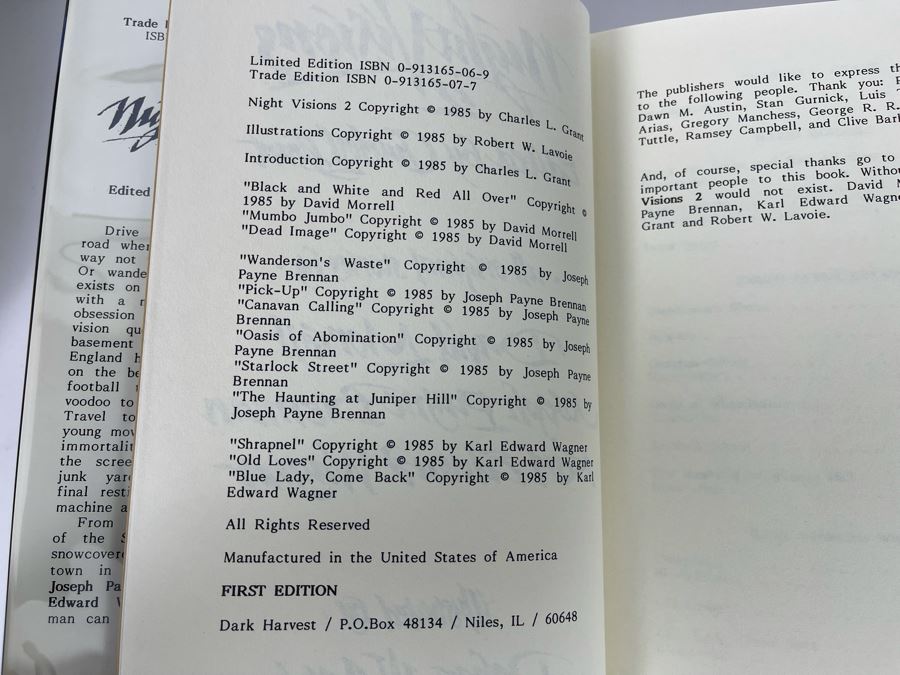 Trade
ISB
Edited
Drive
road wher
way not
Or wande
exists on
with a
obsession
vision qu
basement
England
on the be
football
voodoo to
Travel to
young mov
immortalit
the scree
junk yar
final resti
machine a
From
of the
snowcovere
town in
Joseph Pa
Edward
man can
Limited Edition ISBN 0-913165-06-9
Trade Edition ISBN 0-913165-07-7
Night Visions 2 Copyright © 1985 by Charles L. Grant
Illustrations Copyright © 1985 by Robert W. Lavoie
Introduction Copyright © 1985 by Charles L. Grant
"Black and White and Red All Over" Copyright ©
1985 by David Morrell
"Mumbo Jumbo" Copyright © 1985 by David Morrell
"Dead Image" Copyright © 1985 by David Morrell
"Wanderson's Waste" Copyright © 1985 by Joseph
Payne Brennan
"Pick-Up" Copyright © 1985 by Joseph Payne Brennan
"Canavan Calling" Copyright © 1985 by Joseph Payne
Brennan
"Oasis of Abomination" Copyright © 1985 by Joseph
Payne Brennan
"Starlock Street" Copyright © 1985 by Joseph Payne
Brennan
"The Haunting at Juniper Hill" Copyright © 1985 by
Joseph Payne Brennan
"Shrapnel" Copyright © 1985 by Karl Edward Wagner
"Old Loves" Copyright © 1985 by Karl Edward Wagner
"Blue Lady, Come Back" Copyright © 1985 by Karl
Edward Wagner
All Rights Reserved
Manufactured in the United States of America
FIRST EDITION
Dark Harvest / P.O.Box 48134 / Niles, IL / 60648
The publishers would like to express th
to the following people. Thank you:
Dawn M. Austin, Stan Gurnick, Luis
Arias, Gregory Manchess, George R. R.
Tuttle, Ramsey Campbell, and Clive Bar
And, of course, special thanks go to
important people to this book. Witho
Visions 2 would not exist. David
Payne Brennan, Karl Edward Wagn
Grant and Robert W. Lavoie.